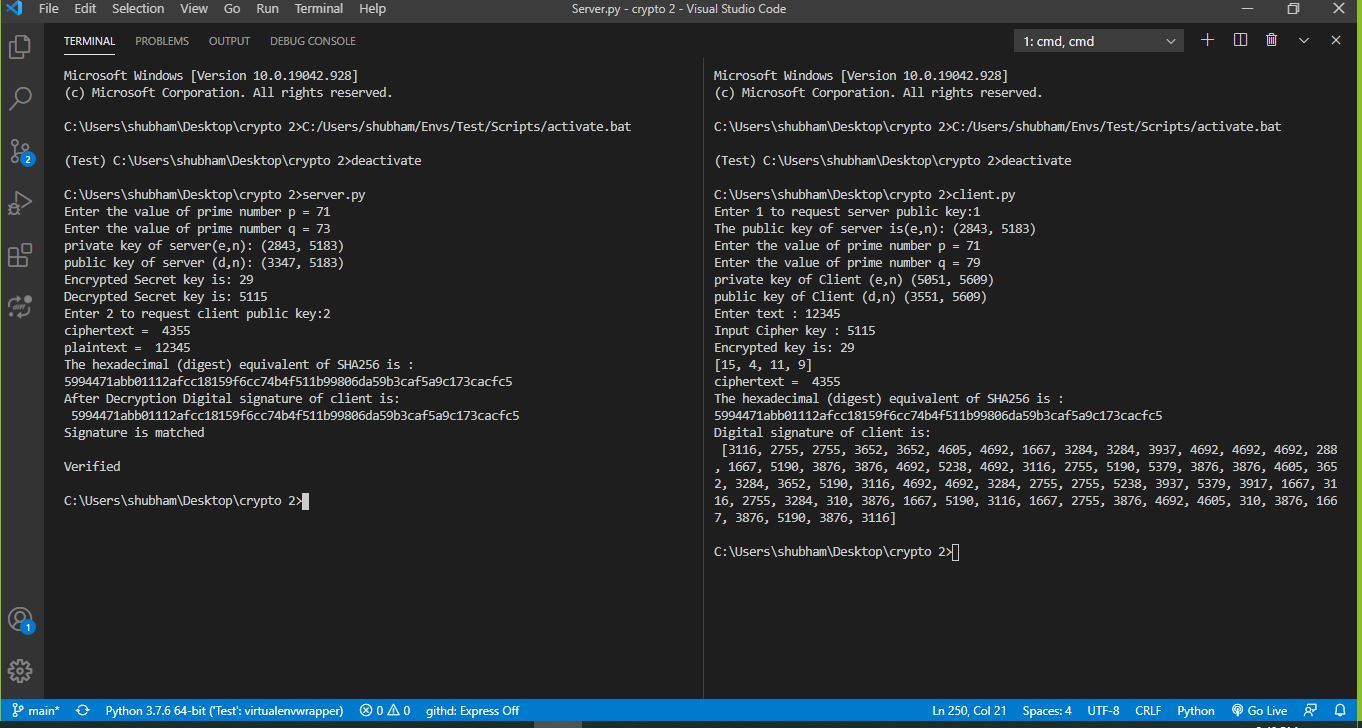 File Edit Selection View Go Run Terminal Help
Server.py - crypto 2 - Visual Studio Code
TERMINAL PROBLEMS OUTPUT DEBUG CONSOLE
1: cmd, cmd
Microsoft Windows [Version 10.0.19042.928]
(c) Microsoft Corporation. All rights reserved.
C:\Users\shubham\Desktop\crypto 2>C:/Users/shubham/Envs/Test/Scripts/activate.bat
(Test) C:\Users\shubham\Desktop\crypto 2>deactivate
C:\Users\shubham\Desktop\crypto 2>server.py
Enter the value of prime number p = 71
Enter the value of prime number q = 73
private key of server(e,n): (2843, 5183)
public key of server (d,n): (3347, 5183)
Encrypted Secret key is: 29
Decrypted Secret key is: 5115
Enter 2 to request client public key:2
ciphertext =  4355
plaintext =  12345
The hexadecimal (digest) equivalent of SHA256 is :
5994471abb01112afcc18159f6cc74b4f511b99806da59b3caf5a9c173cacfc5
After Decryption Digital signature of client is:
5994471abb01112afcc18159f6cc74b4f511b99806da59b3caf5a9c173cacfc5
Signature is matched
Verified
C:\Users\shubham\Desktop\crypto 2>
Microsoft Windows [Version 10.0.19042.928]
(c) Microsoft Corporation. All rights reserved.
C:\Users\shubham\Desktop\crypto 2>C:/Users/shubham/Envs/Test/Scripts/activate.bat
(Test) C:\Users\shubham\Desktop\crypto 2>deactivate
C:\Users\shubham\Desktop\crypto 2>client.py
Enter 1 to request server public key:1
The public key of server is(e,n): (2843, 5183)
Enter the value of prime number p = 71
Enter the value of prime number q = 79
private key of Client (e,n) (5051, 5609)
public key of Client (d,n) (3551, 5609)
Enter text : 12345
Input Cipher key : 5115
Encrypted key is: 29
[15, 4, 11, 9]
ciphertext =  4355
The hexadecimal (digest) equivalent of SHA256 is :
5994471abb01112afcc18159f6cc74b4f511b99806da59b3caf5a9c173cacfc5
Digital signature of client is:
[3116, 2755, 2755, 3652, 3652, 4605, 4692, 1667, 3284, 3284, 3937, 4692, 4692, 4692, 288
, 1667, 5190, 3876, 3876, 4692, 5238, 4692, 3116, 2755, 5190, 5379, 3876, 3876, 4605, 365
2, 3284, 3652, 5190, 3116, 4692, 4692, 3284, 2755, 2755, 5238, 3937, 5379, 3917, 1667, 31
16, 2755, 3284, 310, 3876, 1667, 5190, 3116, 1667, 2755, 3876, 4692, 4605, 310, 3876, 166
7, 3876, 5190, 3876, 3116]
C:\Users\shubham\Desktop\crypto 2>
2
1
main* Python 3.7.6 64-bit ('Test': virtualenvwrapper) 0 0 githd: Express Off Ln 250, Col 21 Spaces: 4 UTF-8 CRLF Python Go Live